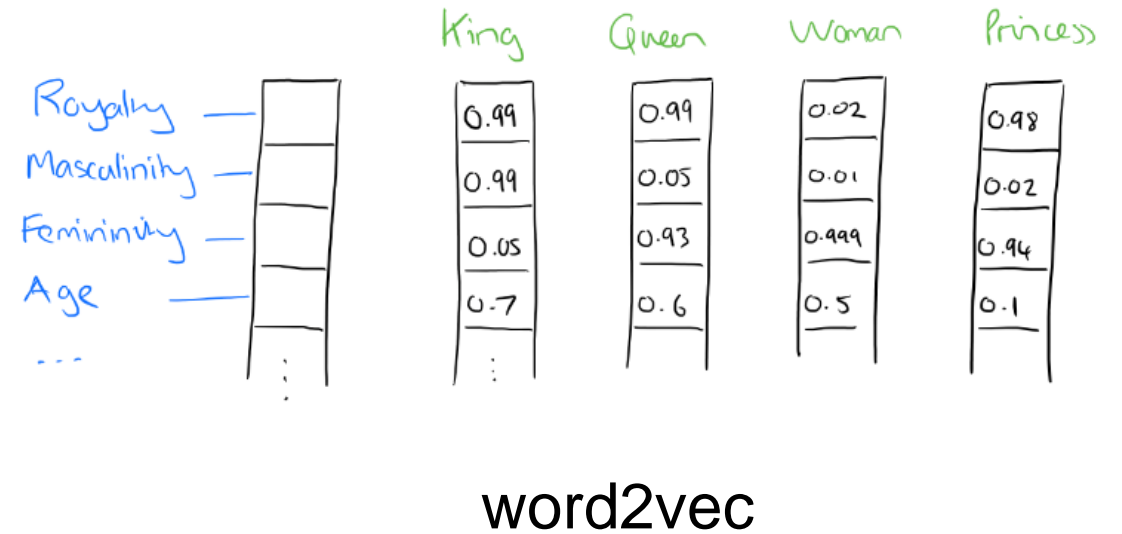 King Queen Woman Princess
Royalty 0.99 0.99 0.02 0.98
Masculinity 0.99 0.05 0.01 0.02
Femininity 0.05 0.93 0.999 0.94
Age 0.7 0.6 0.5 0.1
...
word2vec